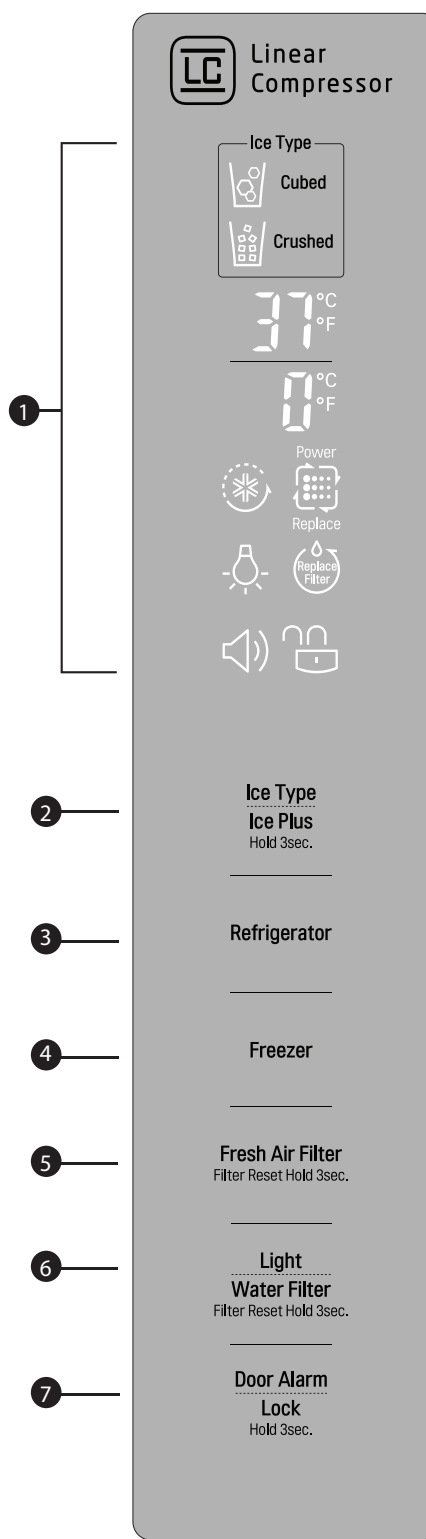 LC
Linear
Compressor
Ice Type
Cubed
Crushed
37 °C
°F
0 °C
°F
Power
Replace
Replace
Filter
1
2
Ice Type
Ice Plus
Hold 3sec.
3
Refrigerator
4
Freezer
5
Fresh Air Filter
Filter Reset Hold 3sec.
6
Light
Water Filter
Filter Reset Hold 3sec.
7
Door Alarm
Lock
Hold 3sec.